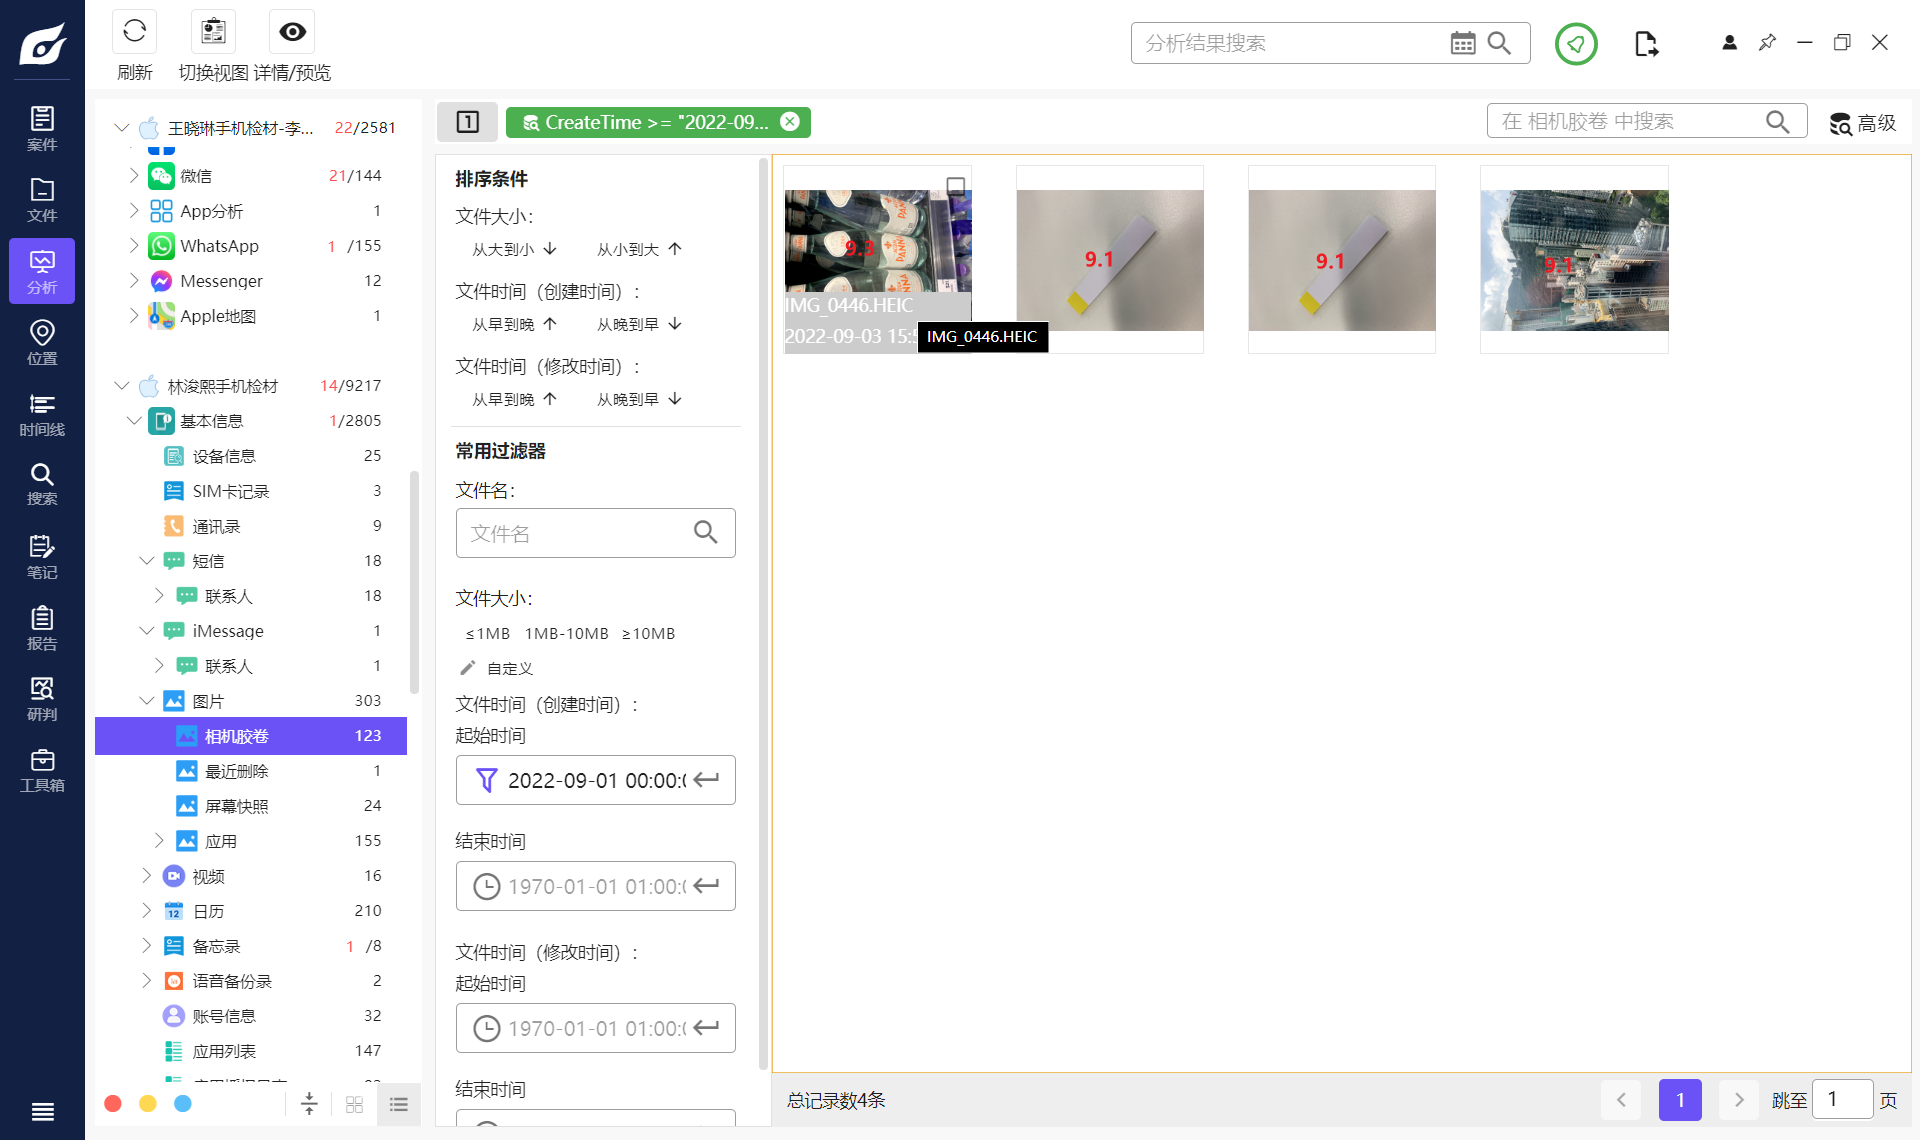 刷新
切换视图
详情/预览
分析结果搜索
案件
文件
分析
位置
时间线
搜索
笔记
报告
研判
工具箱
王晓琳手机检材-李... 22/2581
微信 21/144
App分析 1
WhatsApp 1 /155
Messenger 12
Apple地图 1
林浚熙手机检材 14/9217
基本信息 1/2805
设备信息 25
SIM卡记录 3
通讯录 9
短信 18
联系人 18
iMessage 1
联系人 1
图片 303
相机胶卷 123
最近删除 1
屏幕快照 24
应用 155
视频 16
12 日历 210
备忘录 1 /8
语音备份录 2
账号信息 32
应用列表 147
1
CreateTime >= "2022-09...
在 相机胶卷 中搜索
高级
排序条件
文件大小:
从大到小 ↓ 从小到大 ↑
文件时间（创建时间）:
从早到晚 ↑ 从晚到早 ↓
文件时间（修改时间）:
从早到晚 ↑ 从晚到早 ↓
常用过滤器
文件名:
文件名
文件大小:
≤1MB 1MB-10MB ≥10MB
自定义
文件时间（创建时间）:
起始时间
2022-09-01 00:00:
结束时间
1970-01-01 01:00:
文件时间（修改时间）:
起始时间
1970-01-01 01:00:
结束时间
PANN
9.3
IMG_0446.HEIC
2022-09-03 15:
IMG_0446.HEIC
9.1
9.1
9.1
总记录数4条
1
跳至 1 页